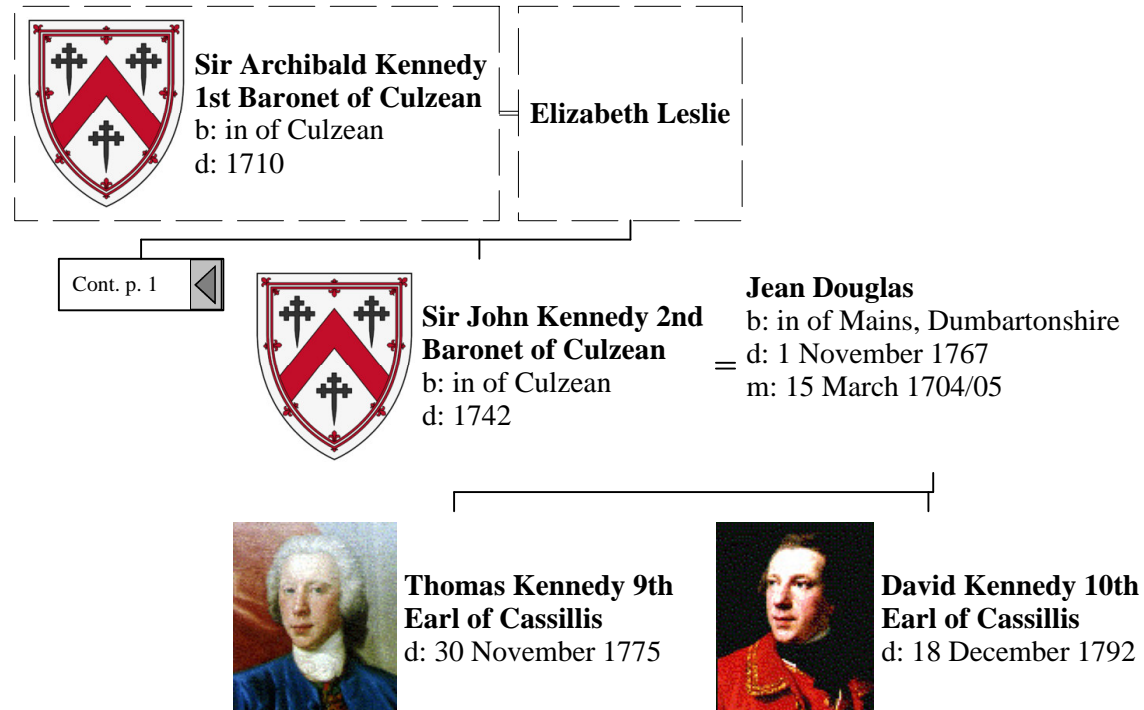 Sir Archibald Kennedy
1st Baronet of Culzean
b: in of Culzean
d: 1710
Elizabeth Leslie
Cont. p. 1
Sir John Kennedy 2nd
Baronet of Culzean
b: in of Culzean
d: 1742
=
Jean Douglas
b: in of Mains, Dumbartonshire
d: 1 November 1767
m: 15 March 1704/05
Thomas Kennedy 9th
Earl of Cassillis
d: 30 November 1775
David Kennedy 10th
Earl of Cassillis
d: 18 December 1792